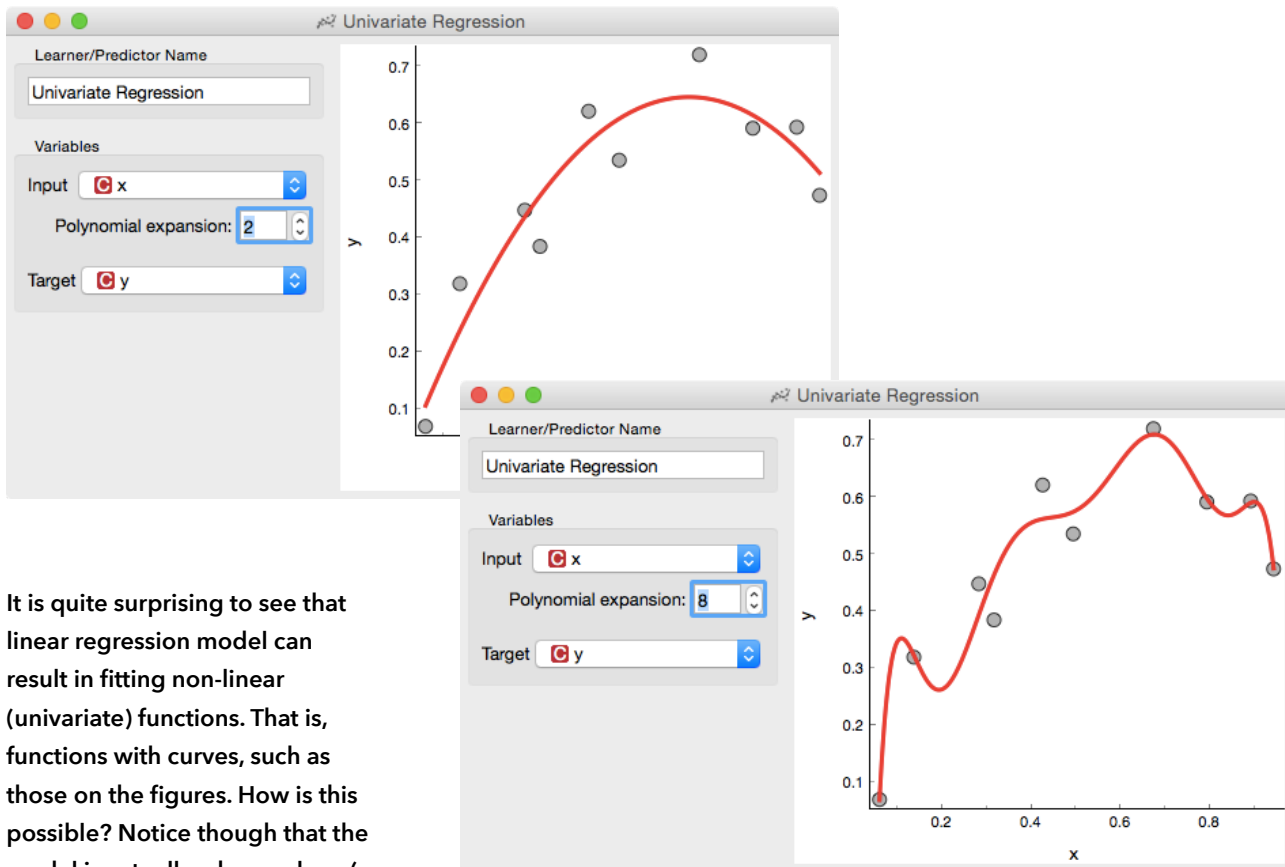 Univariate Regression
Learner/Predictor Name
Univariate Regression
Variables
Input C x
Polynomial expansion: 2
Target C y
0.7
0.6
0.5
0.4
0.3
0.2
0.1
y
Univariate Regression
Learner/Predictor Name
Univariate Regression
Variables
Input C x
Polynomial expansion: 8
Target C y
0.7
0.6
0.5
0.4
0.3
0.2
0.1
y
0.2 0.4 0.6 0.8
x
It is quite surprising to see that
linear regression model can
result in fitting non-linear
(univariate) functions. That is,
functions with curves, such as
those on the figures. How is this
possible? Notice though that the